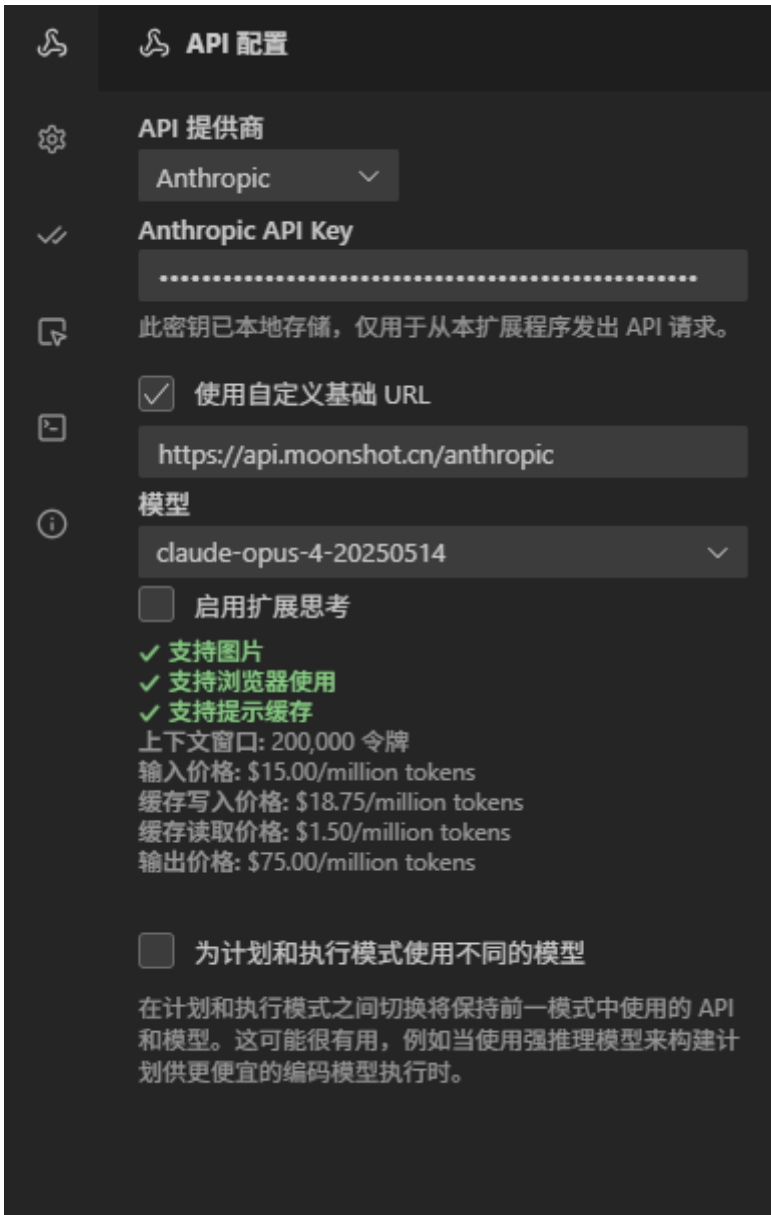 API 配置
API 提供商
Anthropic
Anthropic API Key
••••••••••••••••••••••••••••••••••••••••••••••••••
此密钥已本地存储，仅用于从本扩展程序发出 API 请求。
使用自定义基础 URL
https://api.moonshot.cn/anthropic
模型
claude-opus-4-20250514
启用扩展思考
✓ 支持图片
✓ 支持浏览器使用
✓ 支持提示缓存
上下文窗口: 200,000 令牌
输入价格: $15.00/million tokens
缓存写入价格: $18.75/million tokens
缓存读取价格: $1.50/million tokens
输出价格: $75.00/million tokens
为计划和执行模式使用不同的模型
在计划和执行模式之间切换将保持前一模式中使用的 API
和模型。这可能很有用，例如当使用强推理模型来构建计
划供更便宜的编码模型执行时。